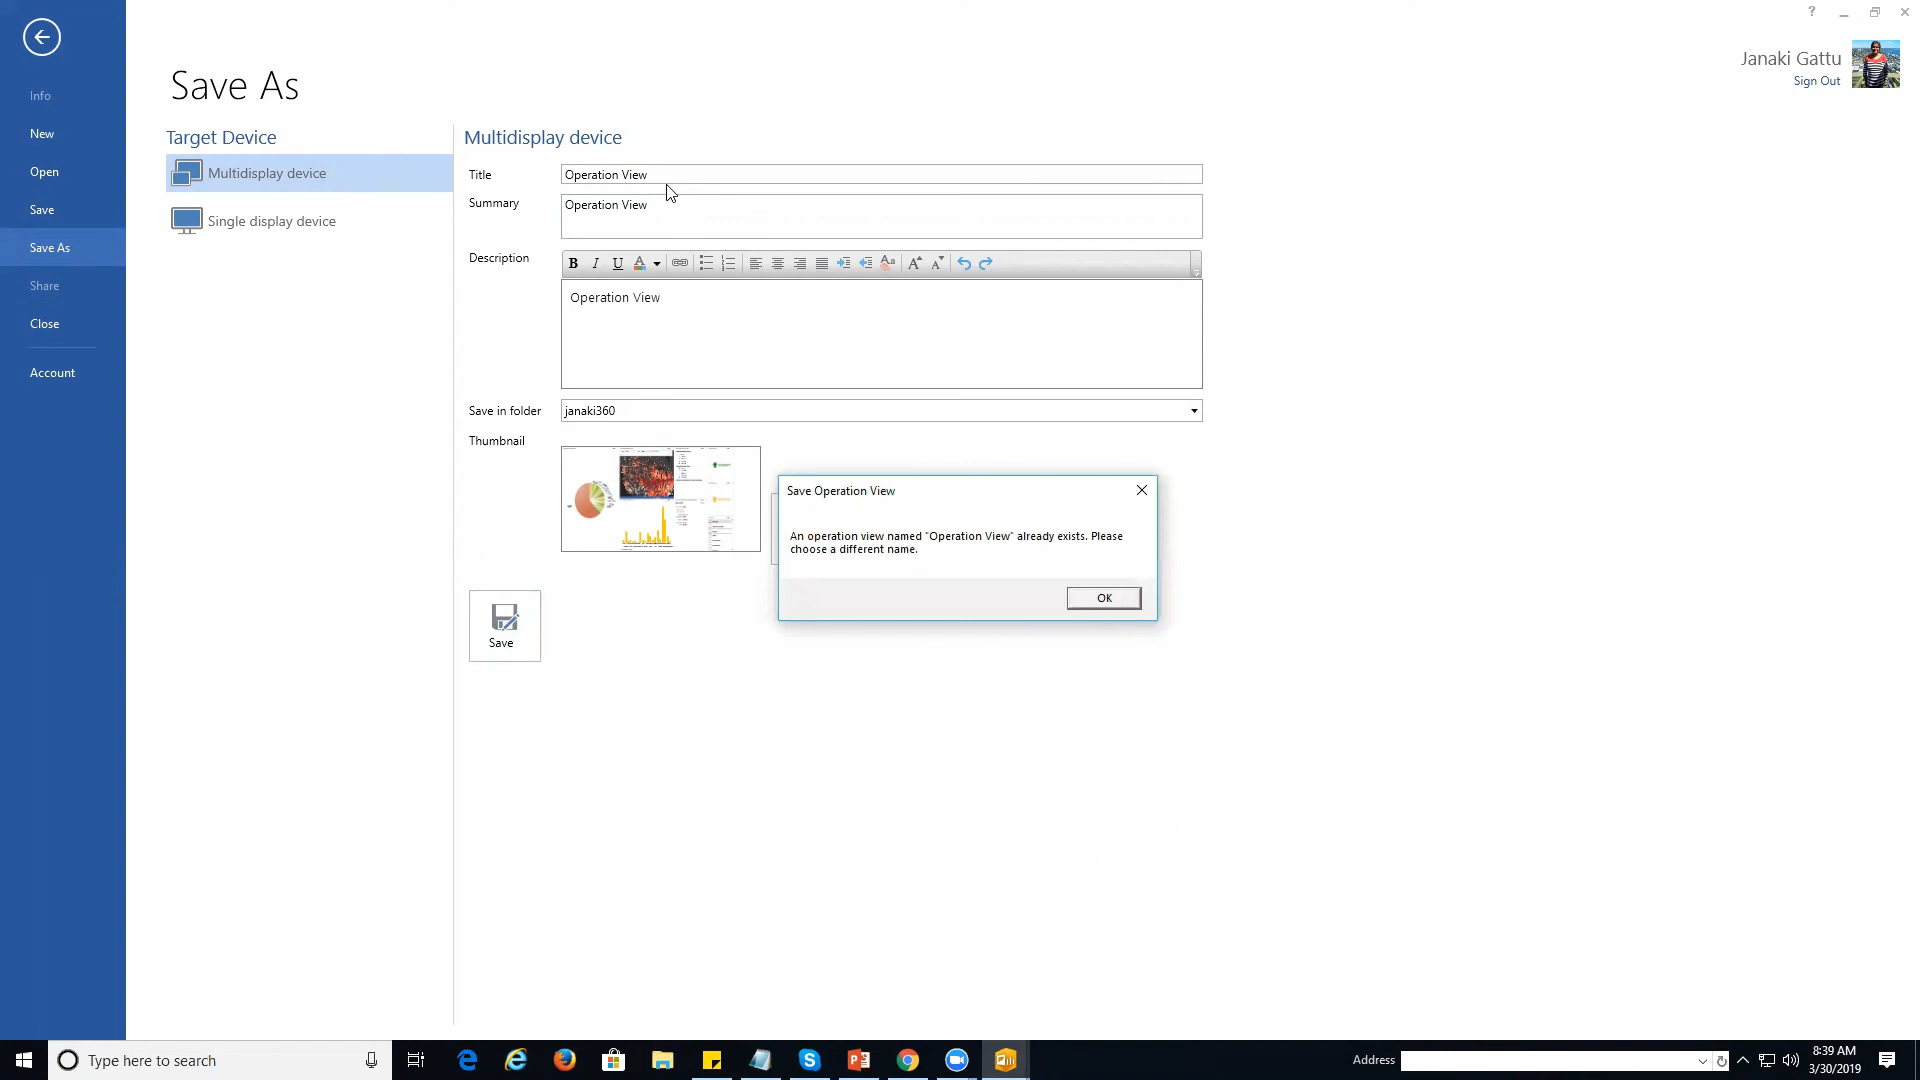 ?
Janaki Gattu
Sign Out
Info
New
Open
Save
Save As
Share
Close
Account
Save As
Target Device
Multidisplay device
Single display device
Multidisplay device
Title
Operation View
Summary
Operation View
Description
B I U A
Operation View
Save in folder
janaki360
Thumbnail
Save
Save Operation View
An operation view named "Operation View" already exists. Please
choose a different name.
OK
Type here to search
Address
8:39 AM
3/30/2019